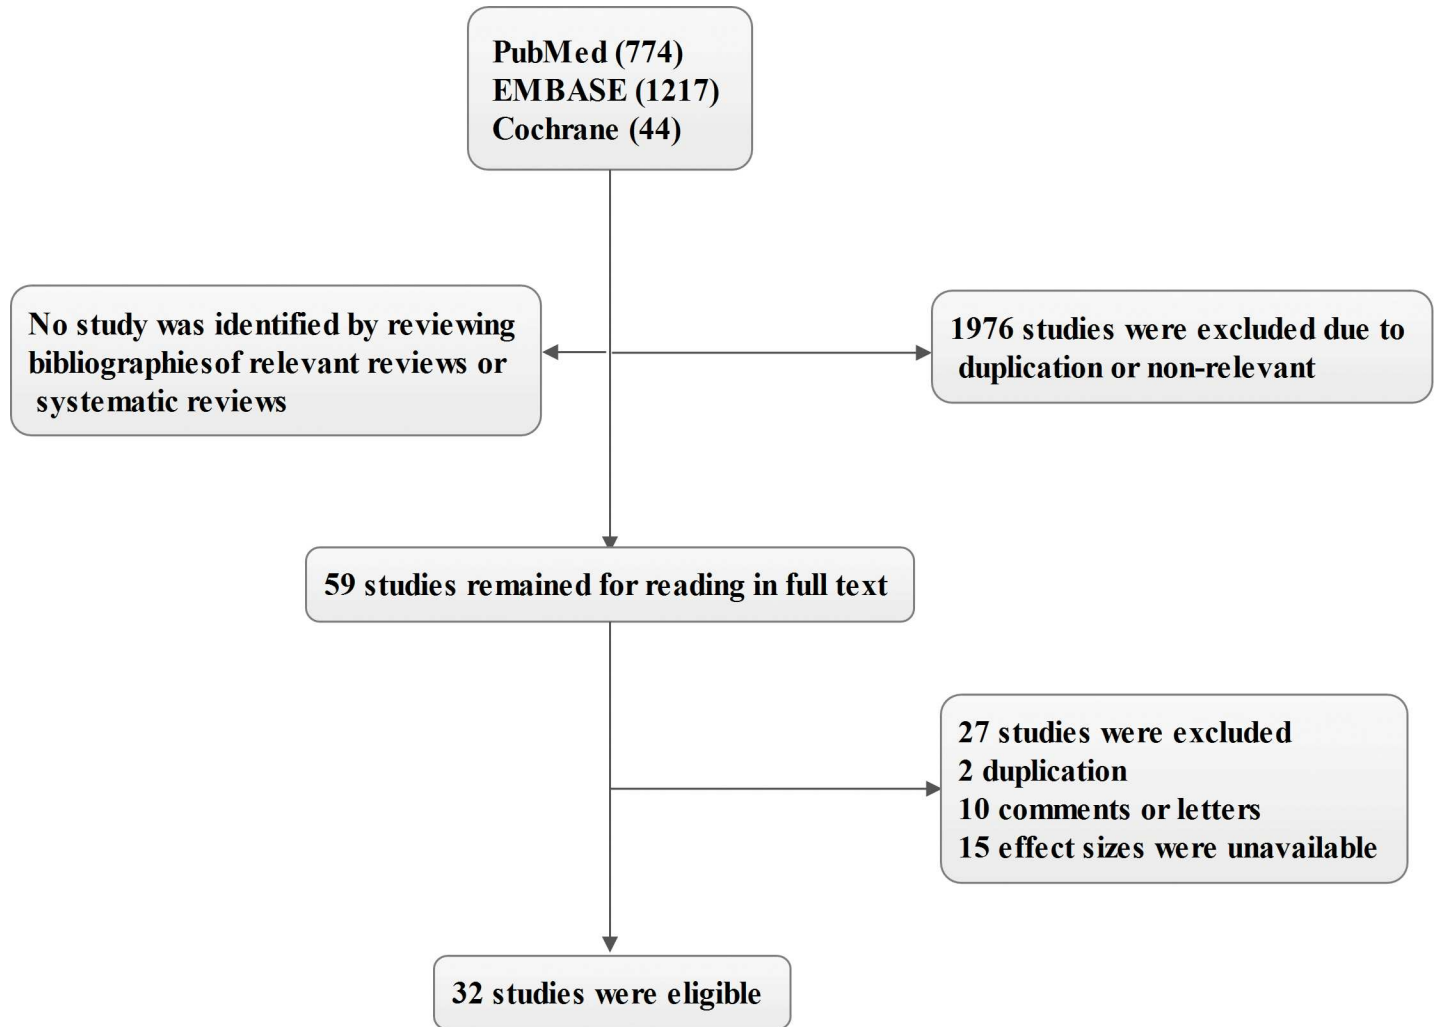 PubMed (774)
EMBASE (1217)
Cochrane (44)
No study was identified by reviewing
bibliographiesof relevant reviews or
systematic reviews
1976 studies were excluded due to
duplication or non-relevant
59 studies remained for reading in full text
27 studies were excluded
2 duplication
10 comments or letters
15 effect sizes were unavailable
32 studies were eligible